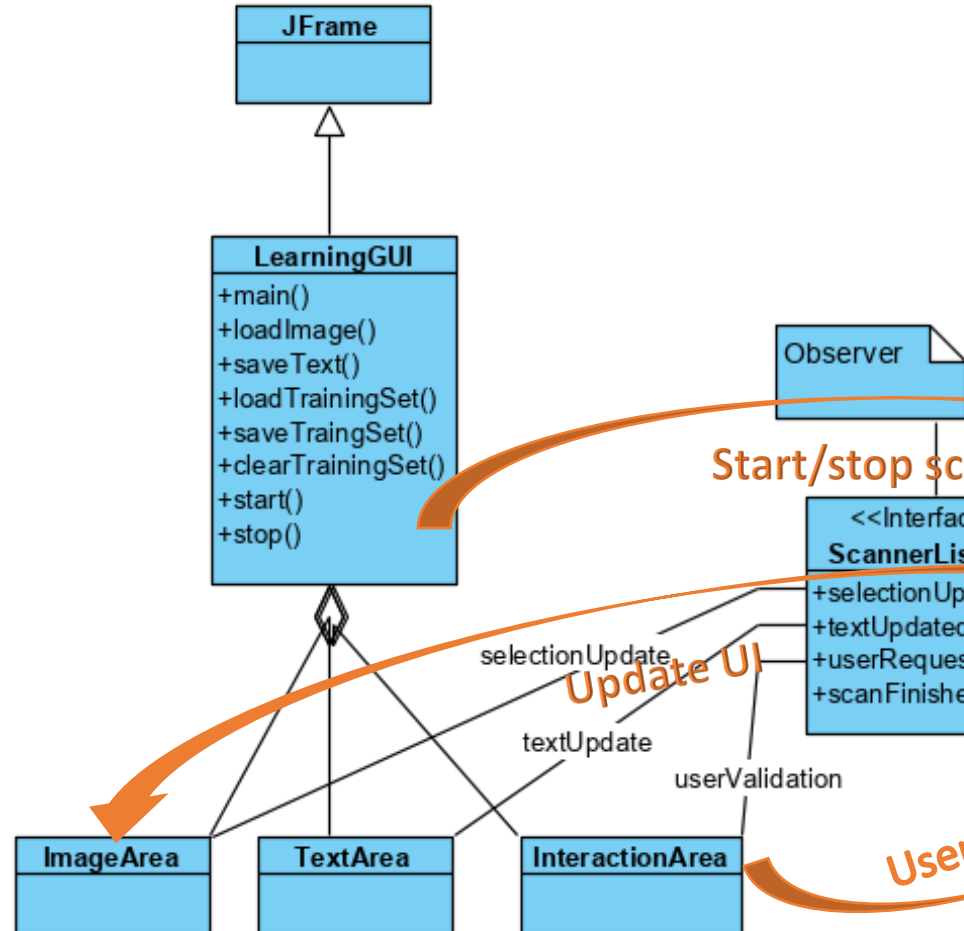 JFrame
LearningGUI
+main()
+loadImage()
+saveText()
+loadTrainingSet()
+saveTraingSet()
+clearTrainingSet()
+start()
+stop()
Observer
Start/stop sc
<<Interfac
ScannerLis
+selectionUp
+textUpdated
+userReques
+scanFinishe
selectionUpdate
Update UI
textUpdate
userValidation
ImageArea
TextArea
InteractionArea
User